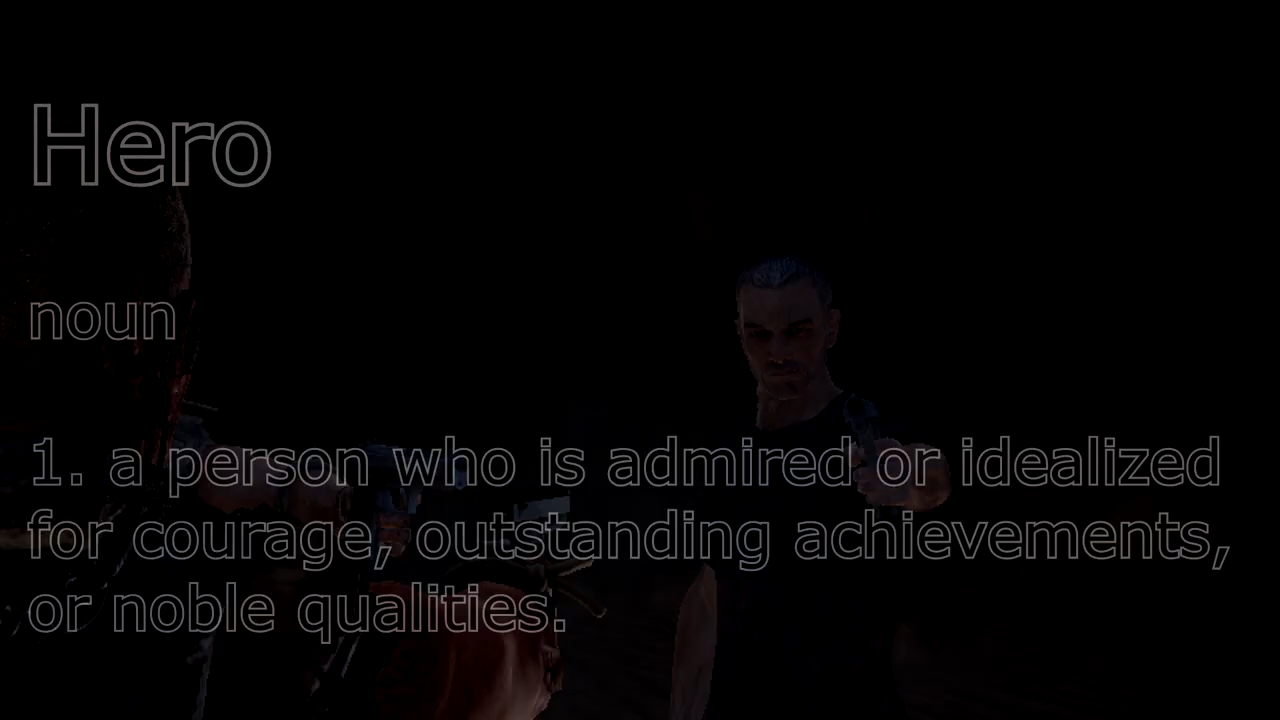 Hero
noun
1. a person who is admired or idealized
for courage, outstanding achievements,
or noble qualities.